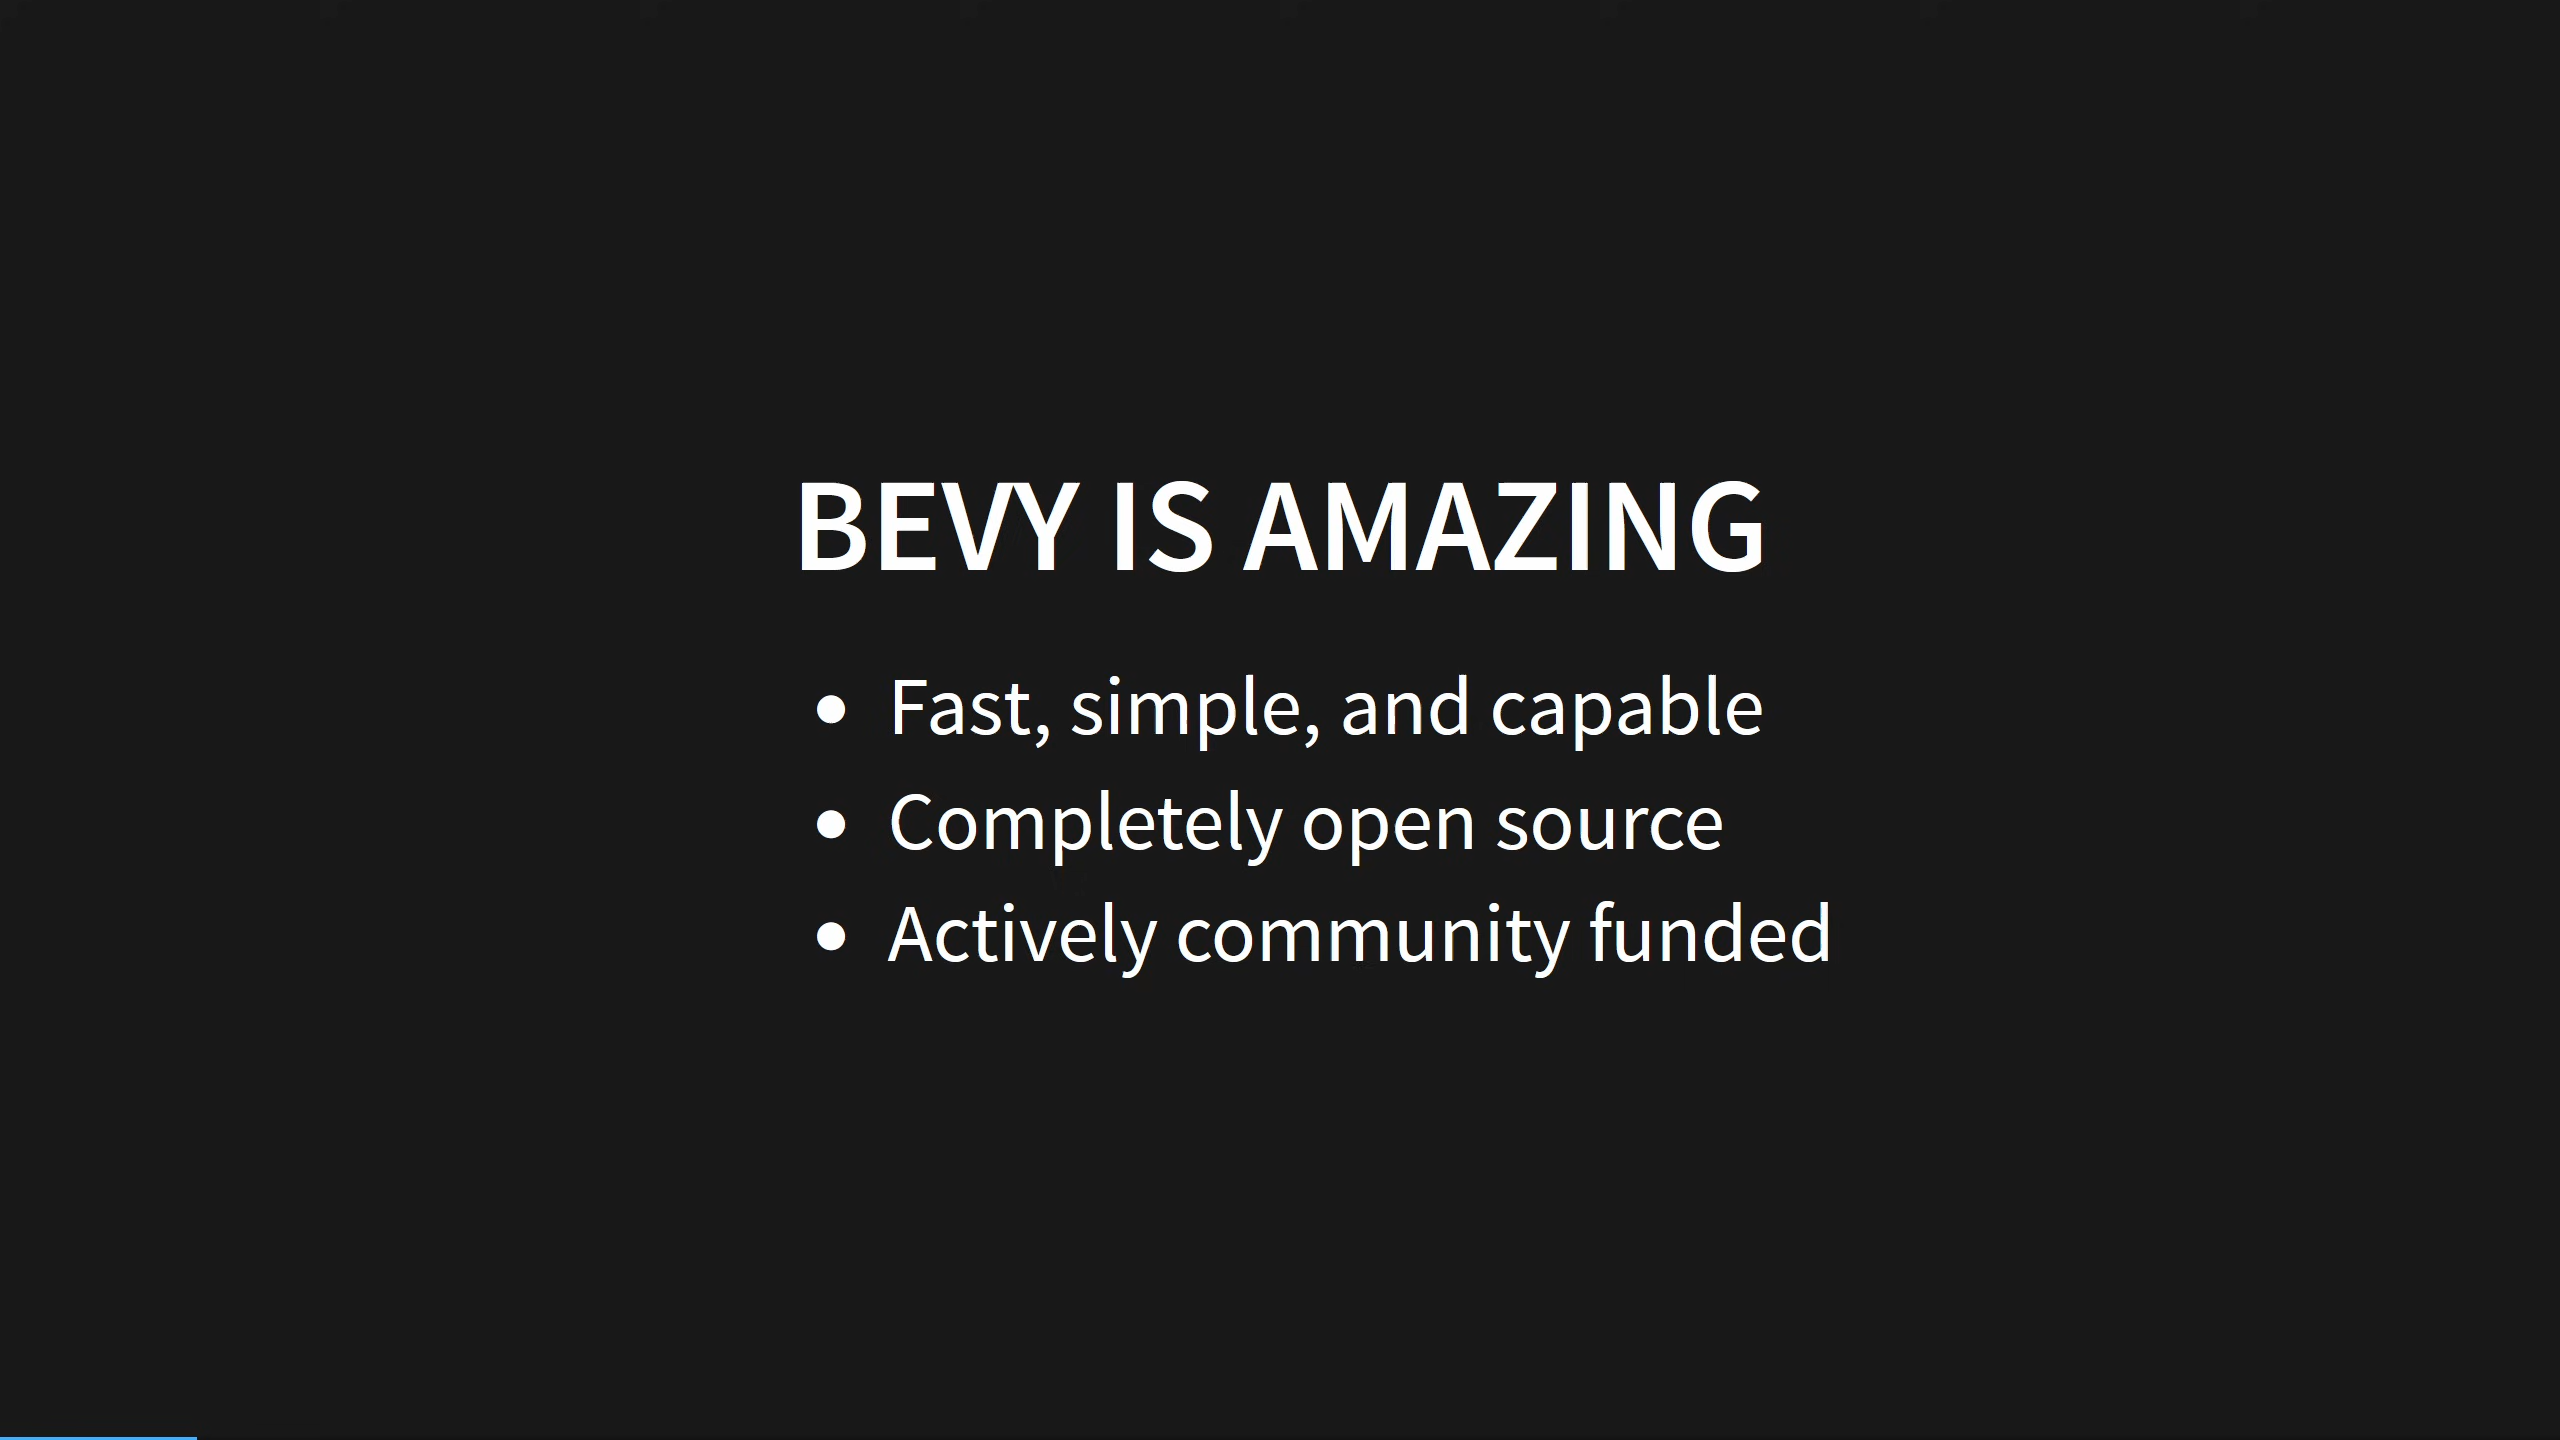 BEVY IS AMAZING
• Fast, simple, and capable
• Completely open source
• Actively community funded